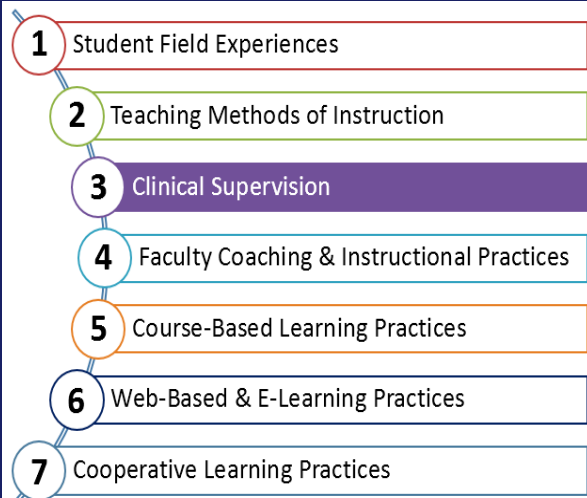 1 Student Field Experiences
2 Teaching Methods of Instruction
3 Clinical Supervision
4 Faculty Coaching & Instructional Practices
5 Course-Based Learning Practices
6 Web-Based & E-Learning Practices
7 Cooperative Learning Practices